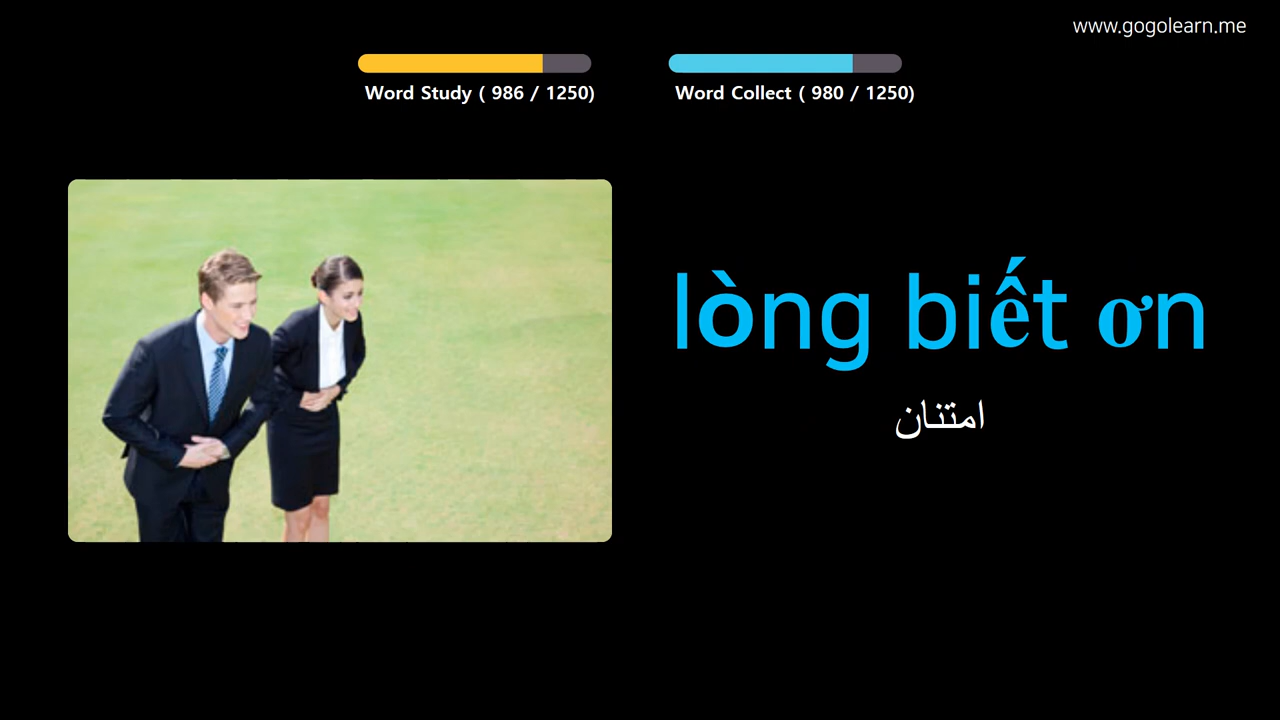 www.gogolearn.me
Word Study ( 986 / 1250)
Word Collect ( 980 / 1250)
lòng biết ơn
امتنان